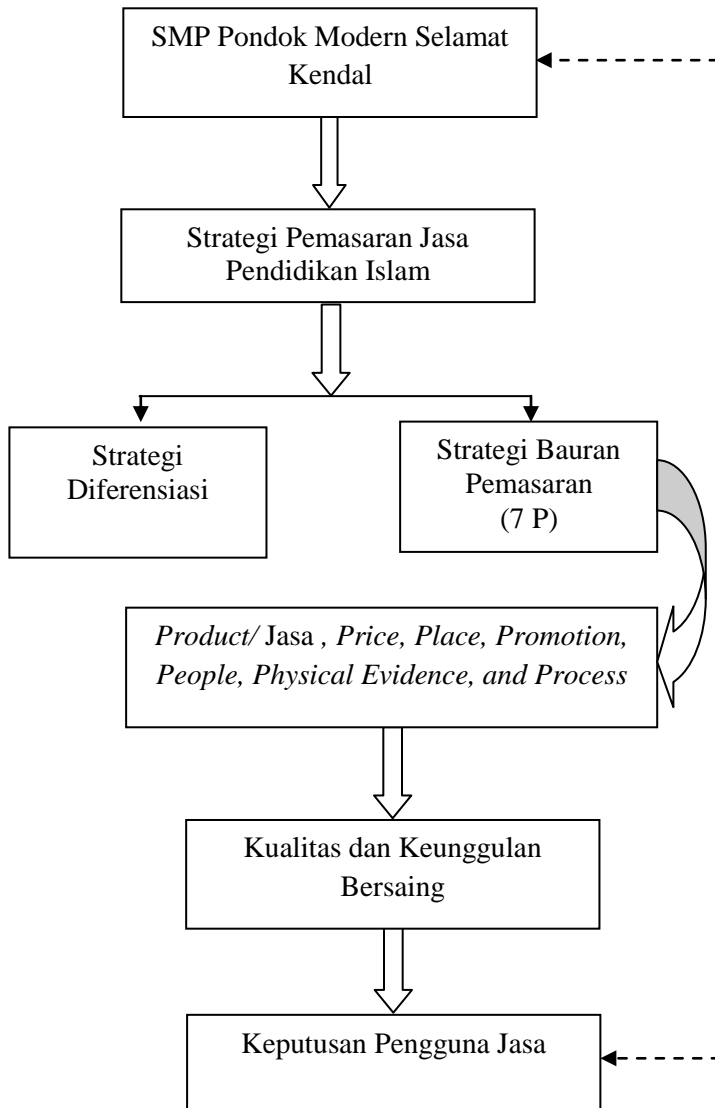 SMP Pondok Modern Selamat
Kendal
Strategi Pemasaran Jasa
Pendidikan Islam
Strategi
Diferensiasi
Strategi Bauran
Pemasaran
(7 P)
Product/ Jasa , Price, Place, Promotion,
People, Physical Evidence, and Process
Kualitas dan Keunggulan
Bersaing
Keputusan Pengguna Jasa